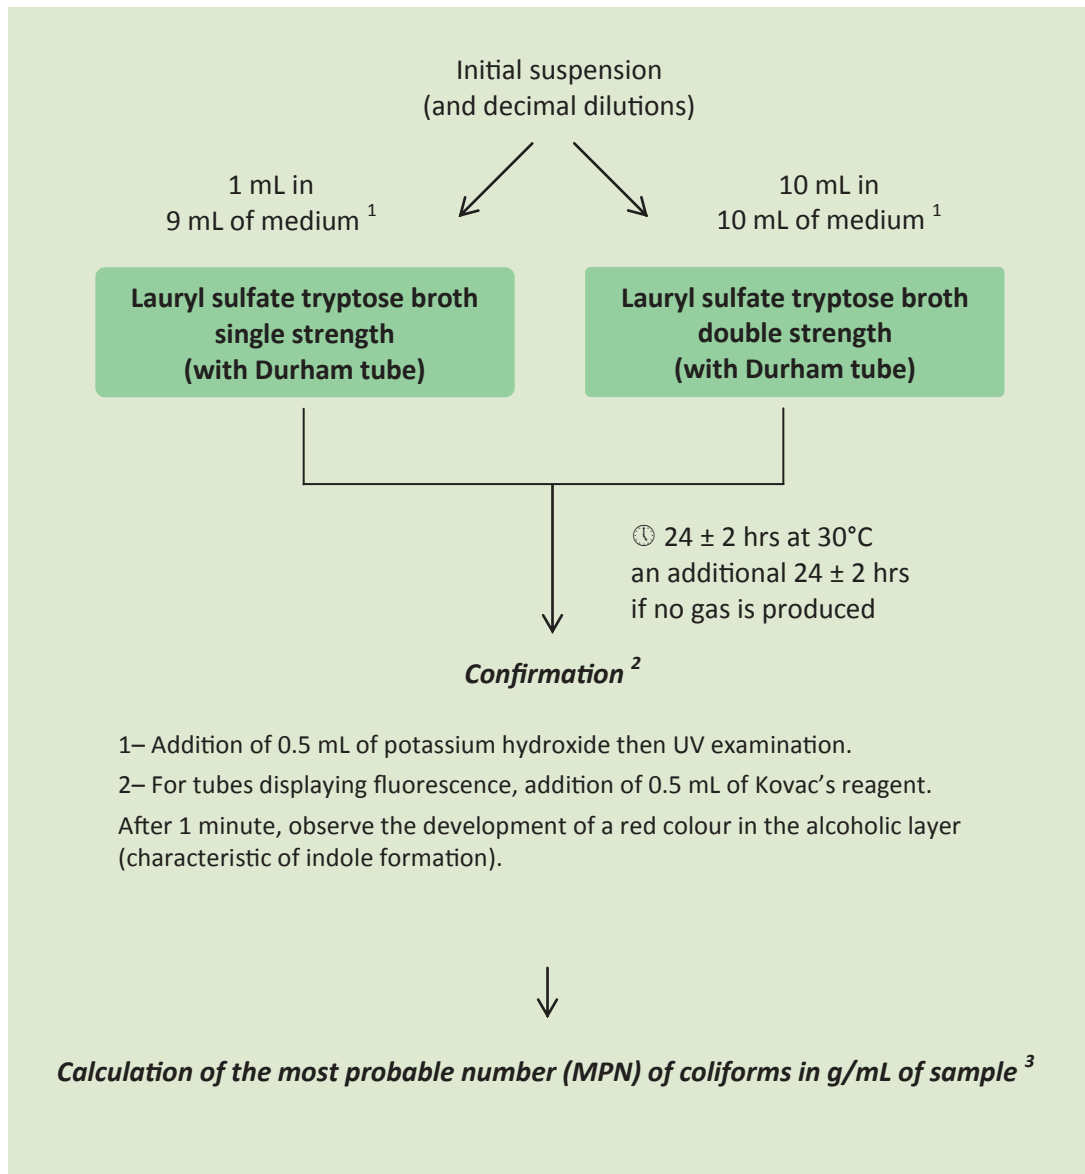 Initial suspension
(and decimal dilutions)
1 mL in
9 mL of medium 1
10 mL in
10 mL of medium 1
Lauryl sulfate tryptose broth
single strength
(with Durham tube)
Lauryl sulfate tryptose broth
double strength
(with Durham tube)
24 ± 2 hrs at 30°C
an additional 24 ± 2 hrs
if no gas is produced
Confirmation 2
1– Addition of 0.5 mL of potassium hydroxide then UV examination.
2– For tubes displaying fluorescence, addition of 0.5 mL of Kovac's reagent.
After 1 minute, observe the development of a red colour in the alcoholic layer
(characteristic of indole formation).
Calculation of the most probable number (MPN) of coliforms in g/mL of sample 3